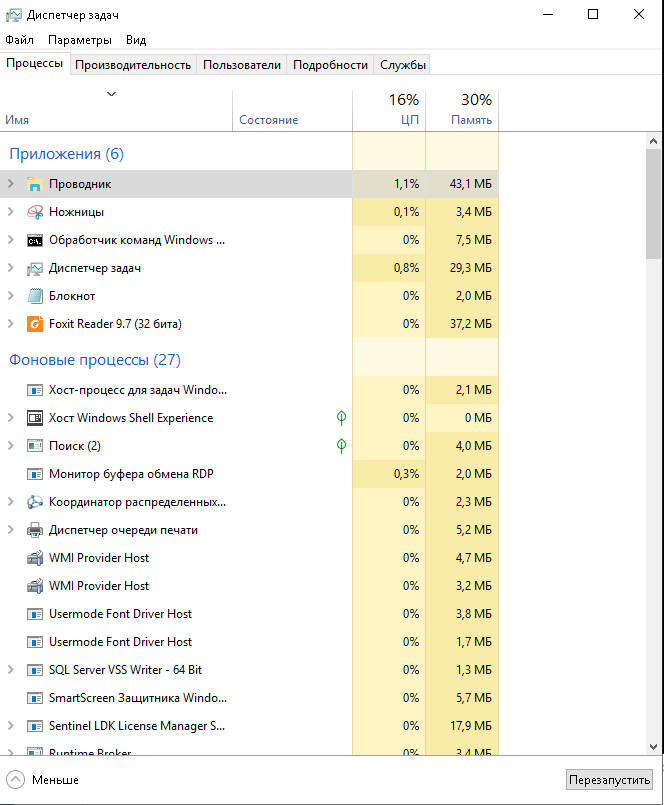 Диспетчер задач
Файл Параметры Вид
Процессы Производительность Пользователи Подробности Службы
16% 30%
Имя Состояние ЦП Память
Приложения (6)
Проводник 1,1% 43,1 МБ
Ножницы 0,1% 3,4 МБ
Обработчик команд Windows ... 0% 7,5 МБ
Диспетчер задач 0,8% 29,3 МБ
Блокнот 0% 2,0 МБ
Foxit Reader 9.7 (32 бита) 0% 37,2 МБ
Фоновые процессы (27)
Хост-процесс для задач Windo... 0% 2,1 МБ
Хост Windows Shell Experience 0% 0 МБ
Поиск (2) 0% 4,0 МБ
Монитор буфера обмена RDP 0,3% 2,0 МБ
Координатор распределенных... 0% 2,3 МБ
Диспетчер очереди печати 0% 5,2 МБ
WMI Provider Host 0% 4,7 МБ
WMI Provider Host 0% 3,2 МБ
Usermode Font Driver Host 0% 3,8 МБ
Usermode Font Driver Host 0% 1,7 МБ
SQL Server VSS Writer - 64 Bit 0% 1,3 МБ
SmartScreen Защитника Windo... 0% 5,7 МБ
Sentinel LDK License Manager S... 0% 17,9 МБ
Runtime Broker 0% 3,4 МБ
Меньше Перезапустить